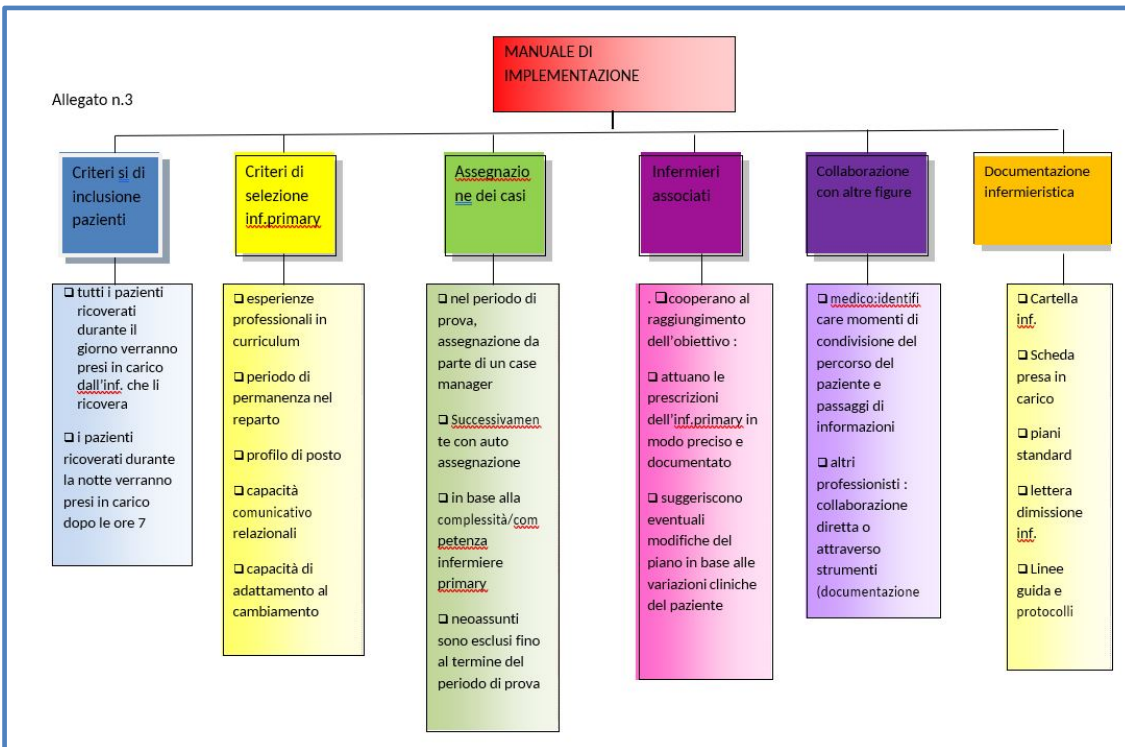 MANUALE DI
IMPLEMENTAZIONE
Allegato n.3
Criteri si di
inclusione
pazienti
❑ tutti i pazienti
ricoverati
durante il
giorno verranno
presi in carico
dall'inf. che li
ricovera
❑ i pazienti
ricoverati durante
la notte verranno
presi in carico
dopo le ore 7
Criteri di
selezione
inf.primary
❑ esperienze
professionali in
curriculum
❑ periodo di
permanenza nel
reparto
❑ profilo di posto
❑ capacità
comunicativo
relazionali
❑ capacità di
adattamento al
cambiamento
Assegnazio
ne dei casi
❑ nel periodo di
prova,
assegnazione da
parte di un case
manager
❑ Successivamen
te con auto
assegnazione
❑ in base alla
complessità/com
petenza
infermiere
primary
❑ neoassunti
sono esclusi fino
al termine del
periodo di prova
Infermieri
associati
. ❑cooperano al
raggiungimento
dell'obiettivo :
❑ attuano le
prescrizioni
dell'inf.primary in
modo preciso e
documentato
❑ suggeriscono
eventuali
modifiche del
piano in base alle
variazioni cliniche
del paziente
Collaborazione
con altre figure
❑ medico:identifi
care momenti di
condivisione del
percorso del
paziente e
passaggi di
informazioni
❑ altri
professionisti :
collaborazione
diretta o
attraverso
strumenti
(documentazione
Documentazione
infermieristica
❑ Cartella
inf.
❑ Scheda
presa in
carico
❑ piani
standard
❑ lettera
dimissione
inf.
❑ Linee
guida e
protocolli